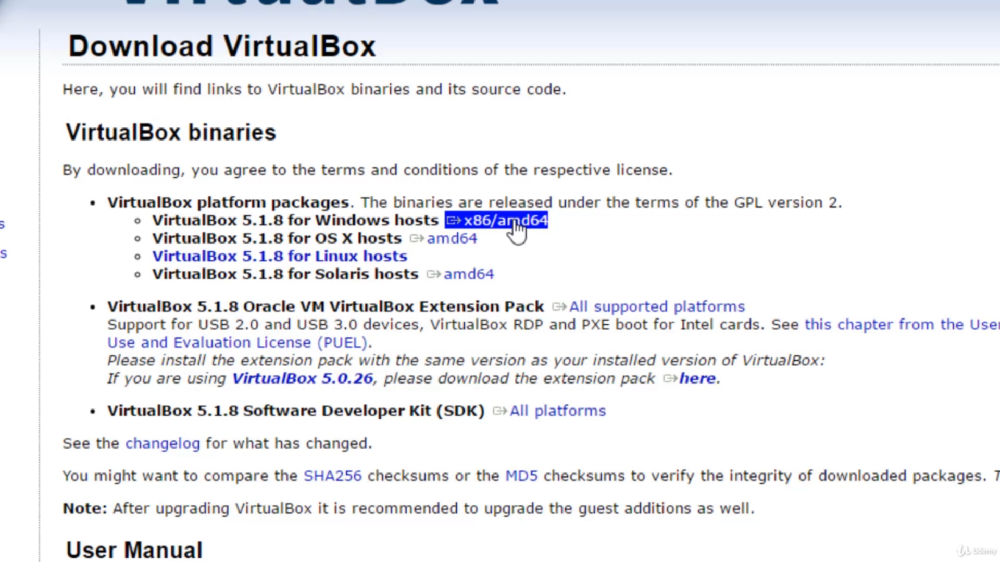 VirtualBox
Download VirtualBox
Here, you will find links to VirtualBox binaries and its source code.
VirtualBox binaries
By downloading, you agree to the terms and conditions of the respective license.
• VirtualBox platform packages. The binaries are released under the terms of the GPL version 2.
VirtualBox 5.1.8 for Windows hosts x86/amd64
VirtualBox 5.1.8 for OS X hosts amd64
VirtualBox 5.1.8 for Linux hosts
VirtualBox 5.1.8 for Solaris hosts amd64
• VirtualBox 5.1.8 Oracle VM VirtualBox Extension Pack All supported platforms
Support for USB 2.0 and USB 3.0 devices, VirtualBox RDP and PXE boot for Intel cards. See this chapter from the User
Use and Evaluation License (PUEL).
Please install the extension pack with the same version as your installed version of VirtualBox:
If you are using VirtualBox 5.0.26, please download the extension pack here.
• VirtualBox 5.1.8 Software Developer Kit (SDK) All platforms
See the changelog for what has changed.
You might want to compare the SHA256 checksums or the MD5 checksums to verify the integrity of downloaded packages.
Note: After upgrading VirtualBox it is recommended to upgrade the guest additions as well.
User Manual
Udemy